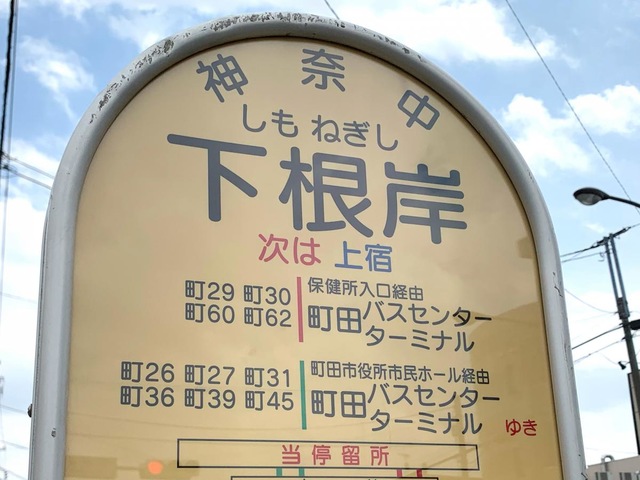 神奈中
しもねぎし
下根岸
次は 上宿
町29 町30 保健所入口経由
町60 町62 町田バスセンター
ターミナル
町26 町27 町31 町田市役所市民ホール経由
町36 町39 町45 町田バスセンター
ターミナル ゆき
当停留所